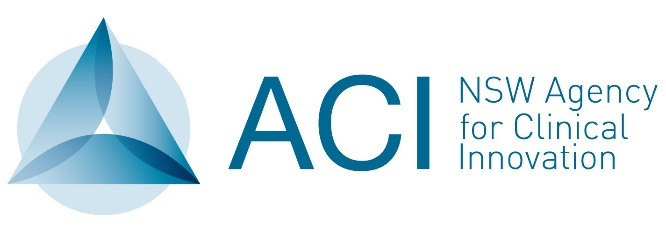 ACI
NSW Agency
for Clinical
Innovation